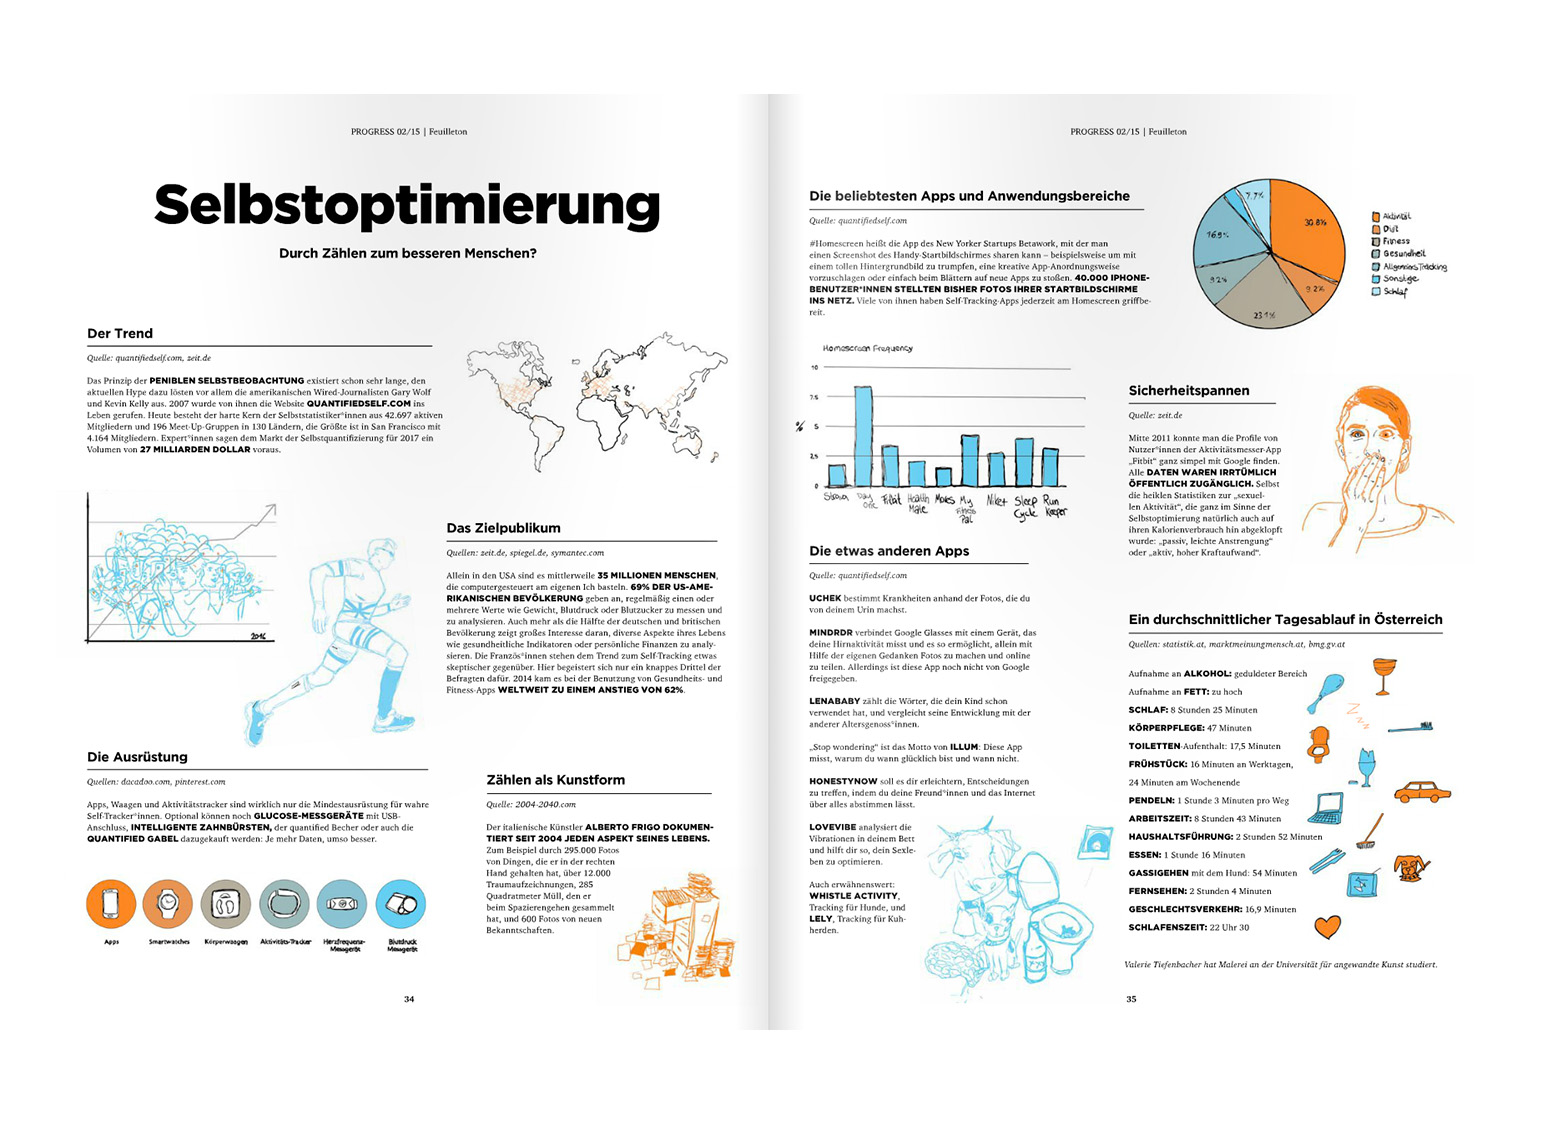 PROGRESS 02/15 | Feuilleton
Selbstoptimierung
Durch Zählen zum besseren Menschen?
Der Trend
Quelle: quantifiedself.com, zeit.de
Das Prinzip der PENIBLEN SELBSTBEOBACHTUNG existiert schon sehr lange, den
aktuellen Hype dazu lösten vor allem die amerikanischen Wired-Journalisten Gary Wolf
und Kevin Kelly aus. 2007 wurde von ihnen die Website QUANTIFIEDSELF.COM ins
Leben gerufen. Heute besteht der harte Kern der Selbststatistiker*innen aus 42.697 aktiven
Mitgliedern und 196 Meet-Up-Gruppen in 130 Ländern, die Größte ist in San Francisco mit
4.164 Mitgliedern. Expert*innen sagen dem Markt der Selbstquantifizierung für 2017 ein
Volumen von 27 MILLIARDEN DOLLAR voraus.
2016
Die Ausrüstung
Quellen: dacadoo.com, pinterest.com
Apps, Waagen und Aktivitätstracker sind wirklich nur die Mindestausrüstung für wahre
Self-Tracker*innen. Optional können noch GLUCOSE-MESSGERÄTE mit USB-
Anschluss, INTELLIGENTE ZAHNBÜRSTEN, der quantified Becher oder auch die
QUANTIFIED GABEL dazugekauft werden: Je mehr Daten, umso besser.
Apps
Smartwatches
Körperwaagen
Aktivitäts-Tracker
Herzfrequenz-
Messgerät
Blutdruck
Messgerät
Das Zielpublikum
Quellen: zeit.de, spiegel.de, symantec.com
Allein in den USA sind es mittlerweile 35 MILLIONEN MENSCHEN,
die computergesteuert am eigenen Ich basteln. 69% DER US-AME-
RIKANISCHEN BEVÖLKERUNG geben an, regelmäßig einen oder
mehrere Werte wie Gewicht, Blutdruck oder Blutzucker zu messen und
zu analysieren. Auch mehr als die Hälfte der deutschen und britischen
Bevölkerung zeigt großes Interesse daran, diverse Aspekte ihres Lebens
wie gesundheitliche Indikatoren oder persönliche Finanzen zu analy-
sieren. Die Französ*innen stehen dem Trend zum Self-Tracking etwas
skeptischer gegenüber. Hier begeistert sich nur ein knappes Drittel der
Befragten dafür. 2014 kam es bei der Benutzung von Gesundheits- und
Fitness-Apps WELTWEIT ZU EINEM ANSTIEG VON 62%.
Zählen als Kunstform
Quelle: 2004-2040.com
Der italienische Künstler ALBERTO FRIGO DOKUMEN-
TIERT SEIT 2004 JEDEN ASPEKT SEINES LEBENS.
Zum Beispiel durch 295.000 Fotos
von Dingen, die er in der rechten
Hand gehalten hat, über 12.000
Traumaufzeichnungen, 285
Quadratmeter Müll, den er
beim Spazierengehen gesammelt
hat, und 600 Fotos von neuen
Bekanntschaften.
34
PROGRESS 02/15 | Feuilleton
Die beliebtesten Apps und Anwendungsbereiche
Quelle: quantifiedself.com
#Homescreen heißt die App des New Yorker Startups Betawork, mit der man
einen Screenshot des Handy-Startbildschirmes sharen kann – beispielsweise um mit
einem tollen Hintergrundbild zu trumpfen, eine kreative App-Anordnungsweise
vorzuschlagen oder einfach beim Blättern auf neue Apps zu stoßen. 40.000 IPHONE-
BENUTZER*INNEN STELLTEN BISHER FOTOS IHRER STARTBILDSCHIRME
INS NETZ. Viele von ihnen haben Self-Tracking-Apps jederzeit am Homescreen griffbe-
reit.
7.7%
30.8%
16.9%
9.2%
9.2%
23.1%
Aktivität
Diät
Fitness
Gesundheit
Allgemeines Tracking
Sonstige
Schlaf
Homescreen Frequency
10
7.5
%
5
2,5
0
Strava
Day
One
Fitbit
Health
Mate
Moves
My
Fitness
Pal
Nike+
Sleep
Cycle
Run
Keeper
Die etwas anderen Apps
Quelle: quantifiedself.com
UCHEK bestimmt Krankheiten anhand der Fotos, die du
von deinem Urin machst.
MINDRDR verbindet Google Glasses mit einem Gerät, das
deine Hirnaktivität misst und es so ermöglicht, allein mit
Hilfe der eigenen Gedanken Fotos zu machen und online
zu teilen. Allerdings ist diese App noch nicht von Google
freigegeben.
LENABABY zählt die Wörter, die dein Kind schon
verwendet hat, und vergleicht seine Entwicklung mit der
anderer Altersgenoss*innen.
„Stop wondering“ ist das Motto von ILLUM: Diese App
misst, warum du wann glücklich bist und wann nicht.
HONESTYNOW soll es dir erleichtern, Entscheidungen
zu treffen, indem du deine Freund*innen und das Internet
über alles abstimmen lässt.
LOVEVIBE analysiert die
Vibrationen in deinem Bett
und hilft dir so, dein Sexle-
ben zu optimieren.
Auch erwähnenswert:
WHISTLE ACTIVITY,
Tracking für Hunde, und
LELY, Tracking für Kuh-
herden.
Sicherheitspannen
Quelle: zeit.de
Mitte 2011 konnte man die Profile von
Nutzer*innen der Aktivitätsmesser-App
„Fitbit“ ganz simpel mit Google finden.
Alle DATEN WAREN IRRTÜMLICH
ÖFFENTLICH ZUGÄNGLICH. Selbst
die heiklen Statistiken zur „sexuel-
len Aktivität“, die ganz im Sinne der
Selbstoptimierung natürlich auch auf
ihren Kalorienverbrauch hin abgeklopft
wurde: „passiv, leichte Anstrengung“
oder „aktiv, hoher Kraftaufwand“.
Ein durchschnittlicher Tagesablauf in Österreich
Quellen: statistik.at, marktmeinungmensch.at, bmg.gv.at
Aufnahme an ALKOHOL: geduldeter Bereich
Aufnahme an FETT: zu hoch
SCHLAF: 8 Stunden 25 Minuten
KÖRPERPFLEGE: 47 Minuten
TOILETTEN-Aufenthalt: 17,5 Minuten
FRÜHSTÜCK: 16 Minuten an Werktagen,
24 Minuten am Wochenende
PENDELN: 1 Stunde 3 Minuten pro Weg
ARBEITSZEIT: 8 Stunden 43 Minuten
HAUSHALTSFÜHRUNG: 2 Stunden 52 Minuten
ESSEN: 1 Stunde 16 Minuten
GASSIGEHEN mit dem Hund: 54 Minuten
FERNSEHEN: 2 Stunden 4 Minuten
GESCHLECHTSVERKEHR: 16,9 Minuten
SCHLAFENSZEIT: 22 Uhr 30
Valerie Tiefenbacher hat Malerei an der Universität für angewandte Kunst studiert.
35